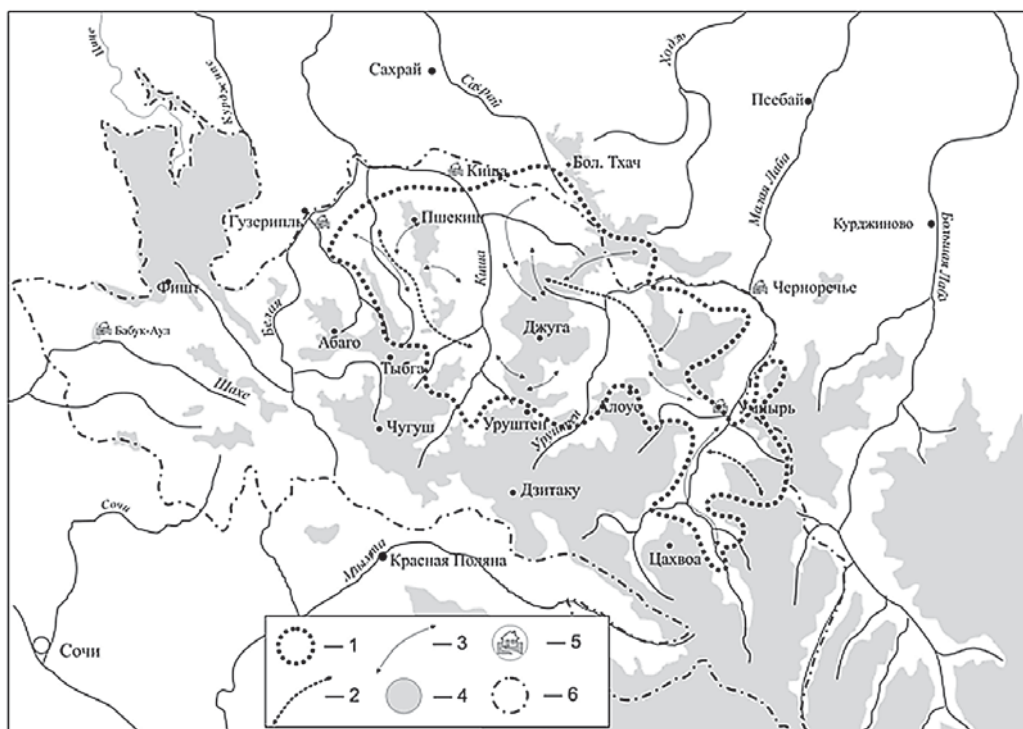 Цице
Курджипс
Сахрай
Сахрай
Ходзь
Псебай
Малая Лаба
Киша
Бол. Тхач
Гузерипль
Пшекиш
Киша
Курджиново
Большая Лаба
Фишт
Белая
Черноречье
Бабук-Аул
Абаго
Джуга
Тыбга
Шахе
Чугуш
Уруштен
Уруштен
Алоус
Умпырь
Дзитаку
Сочи
Мзымта
Красная Поляна
Цахвоа
Сочи
— 1
— 3
— 5
— 2
— 4
— 6